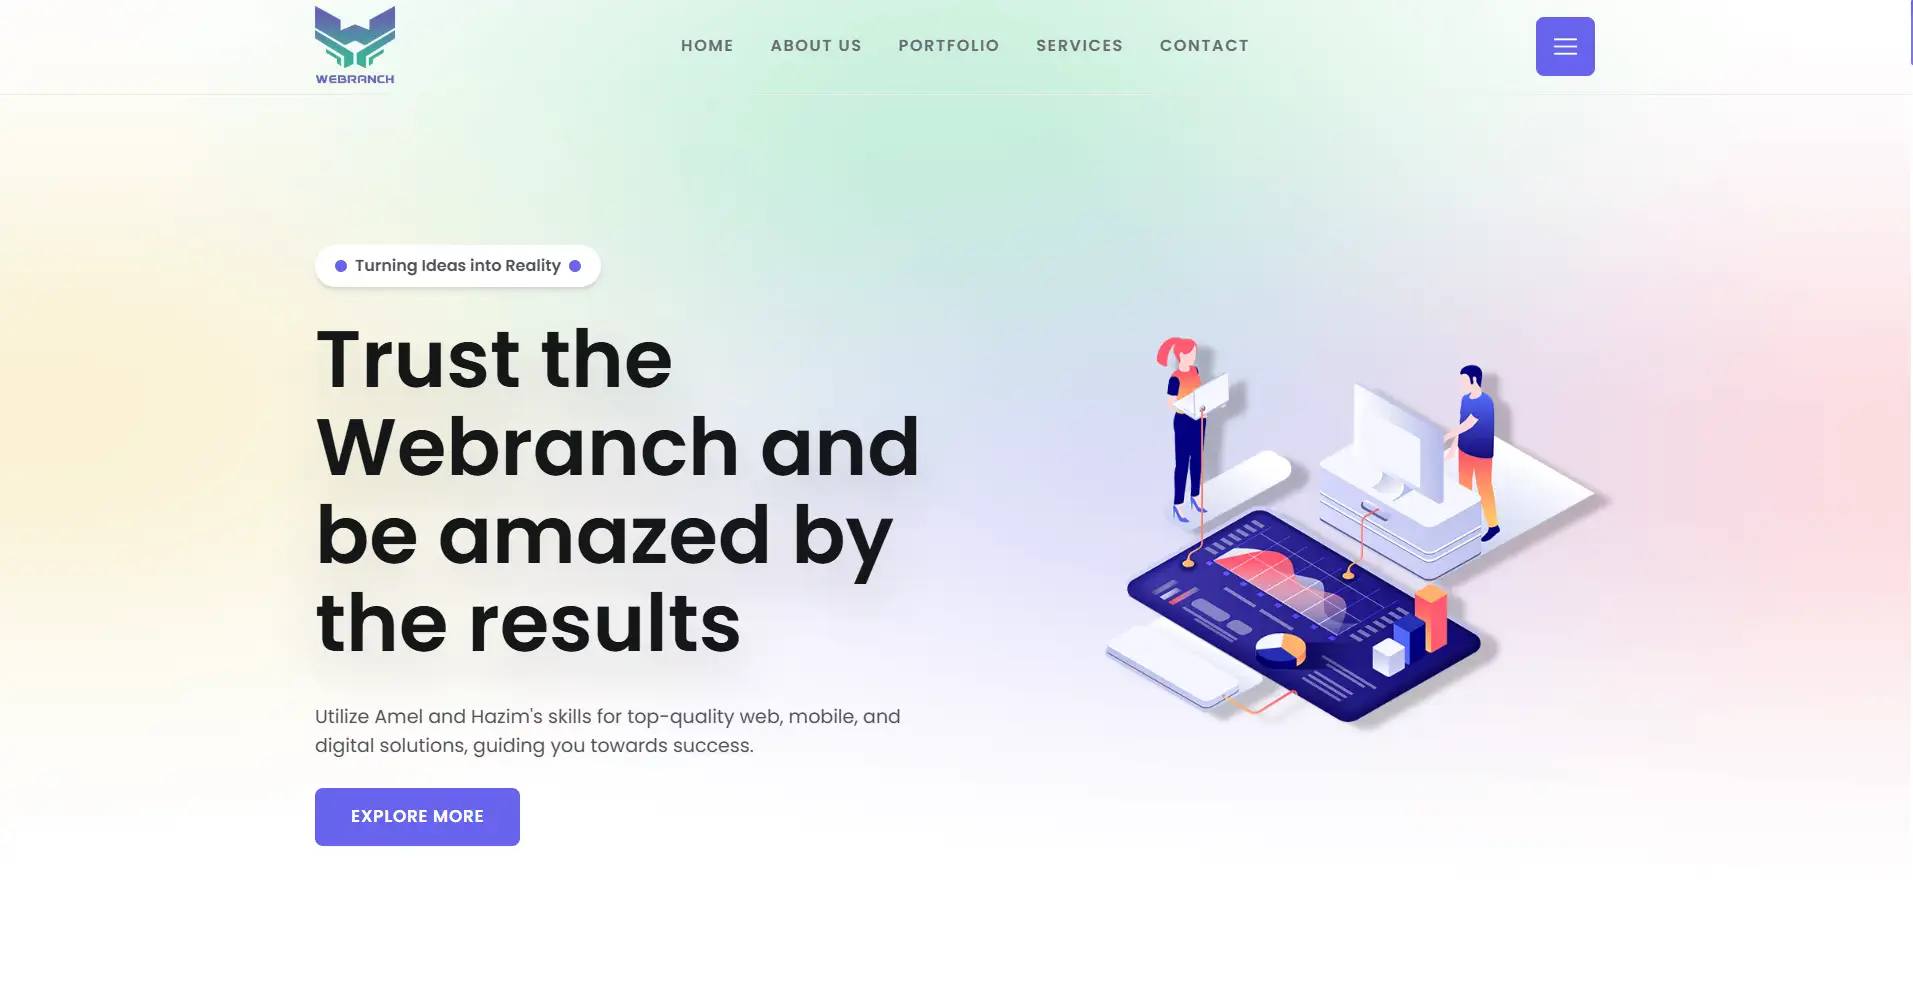 WEBRANCH
HOME
ABOUT US
PORTFOLIO
SERVICES
CONTACT
Turning Ideas into Reality
Trust the
Webranch and
be amazed by
the results
Utilize Amel and Hazim's skills for top-quality web, mobile, and
digital solutions, guiding you towards success.
EXPLORE MORE